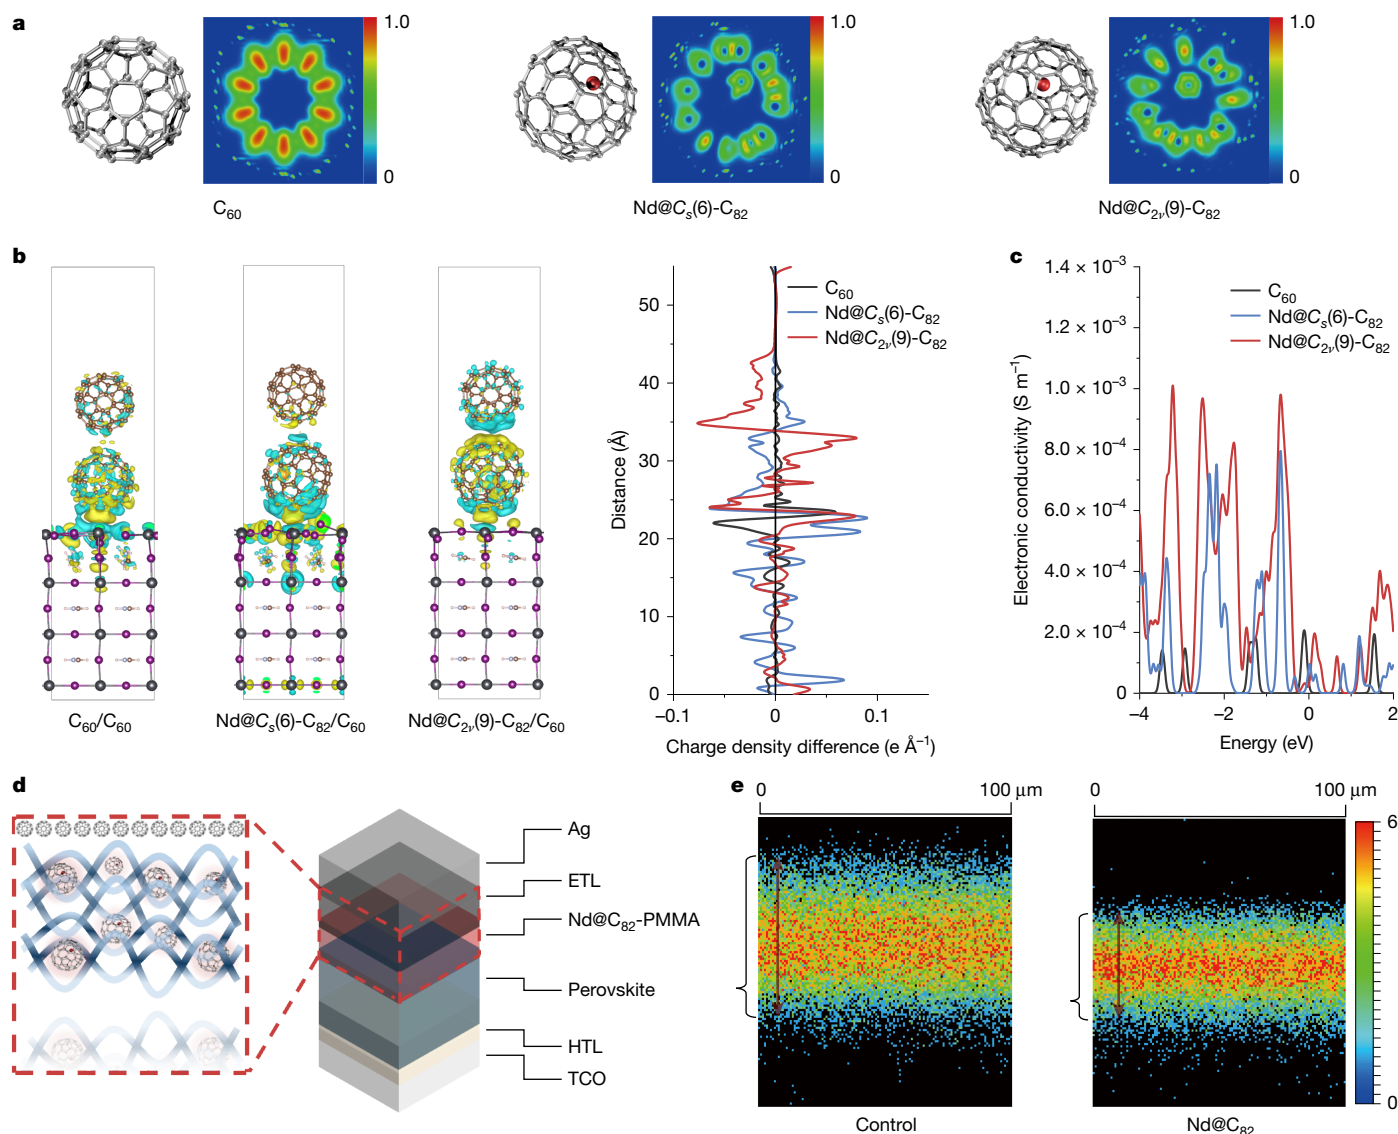 a
1.0
0
C60
1.0
0
Nd@Cs(6)-C82
1.0
0
Nd@C2v(9)-C82
b
C60/C60
Nd@Cs(6)-C82/C60
Nd@C2v(9)-C82/C60
C60
Nd@Cs(6)-C82
Nd@C2v(9)-C82
50
40
30
20
10
0
Distance (Å)
−0.1
0
0.1
Charge density difference (e Å−1)
c
1.4 × 10−3
1.2 × 10−3
1.0 × 10−3
8.0 × 10−4
6.0 × 10−4
4.0 × 10−4
2.0 × 10−4
0
Electronic conductivity (S m−1)
C60
Nd@Cs(6)-C82
Nd@C2v(9)-C82
−4
−2
0
2
Energy (eV)
d
Ag
ETL
Nd@C82-PMMA
Perovskite
HTL
TCO
e
0
100 μm
Control
0
100 μm
Nd@C82
6
0